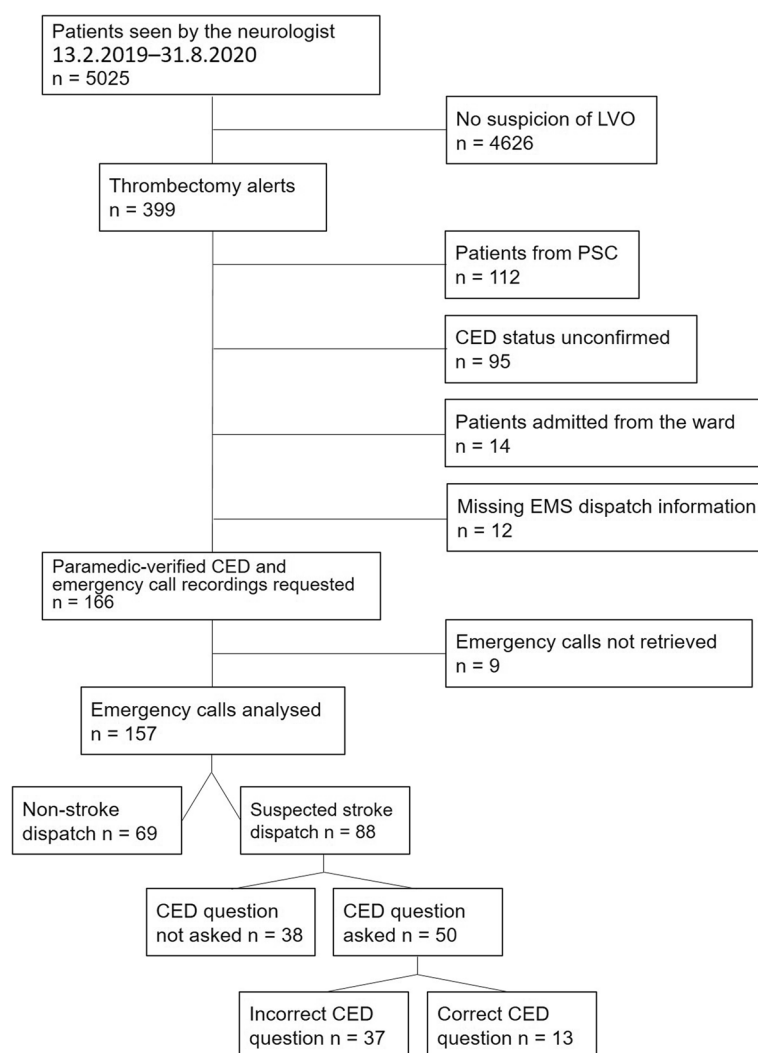 Patients seen by the neurologist
13.2.2019–31.8.2020
n = 5025
No suspicion of LVO
n = 4626
Thrombectomy alerts
n = 399
Patients from PSC
n = 112
CED status unconfirmed
n = 95
Patients admitted from the ward
n = 14
Missing EMS dispatch information
n = 12
Paramedic-verified CED and
emergency call recordings requested
n = 166
Emergency calls not retrieved
n = 9
Emergency calls analysed
n = 157
Non-stroke
dispatch n = 69
Suspected stroke
dispatch n = 88
CED question
not asked n = 38
CED question
asked n = 50
Incorrect CED
question n = 37
Correct CED
question n = 13